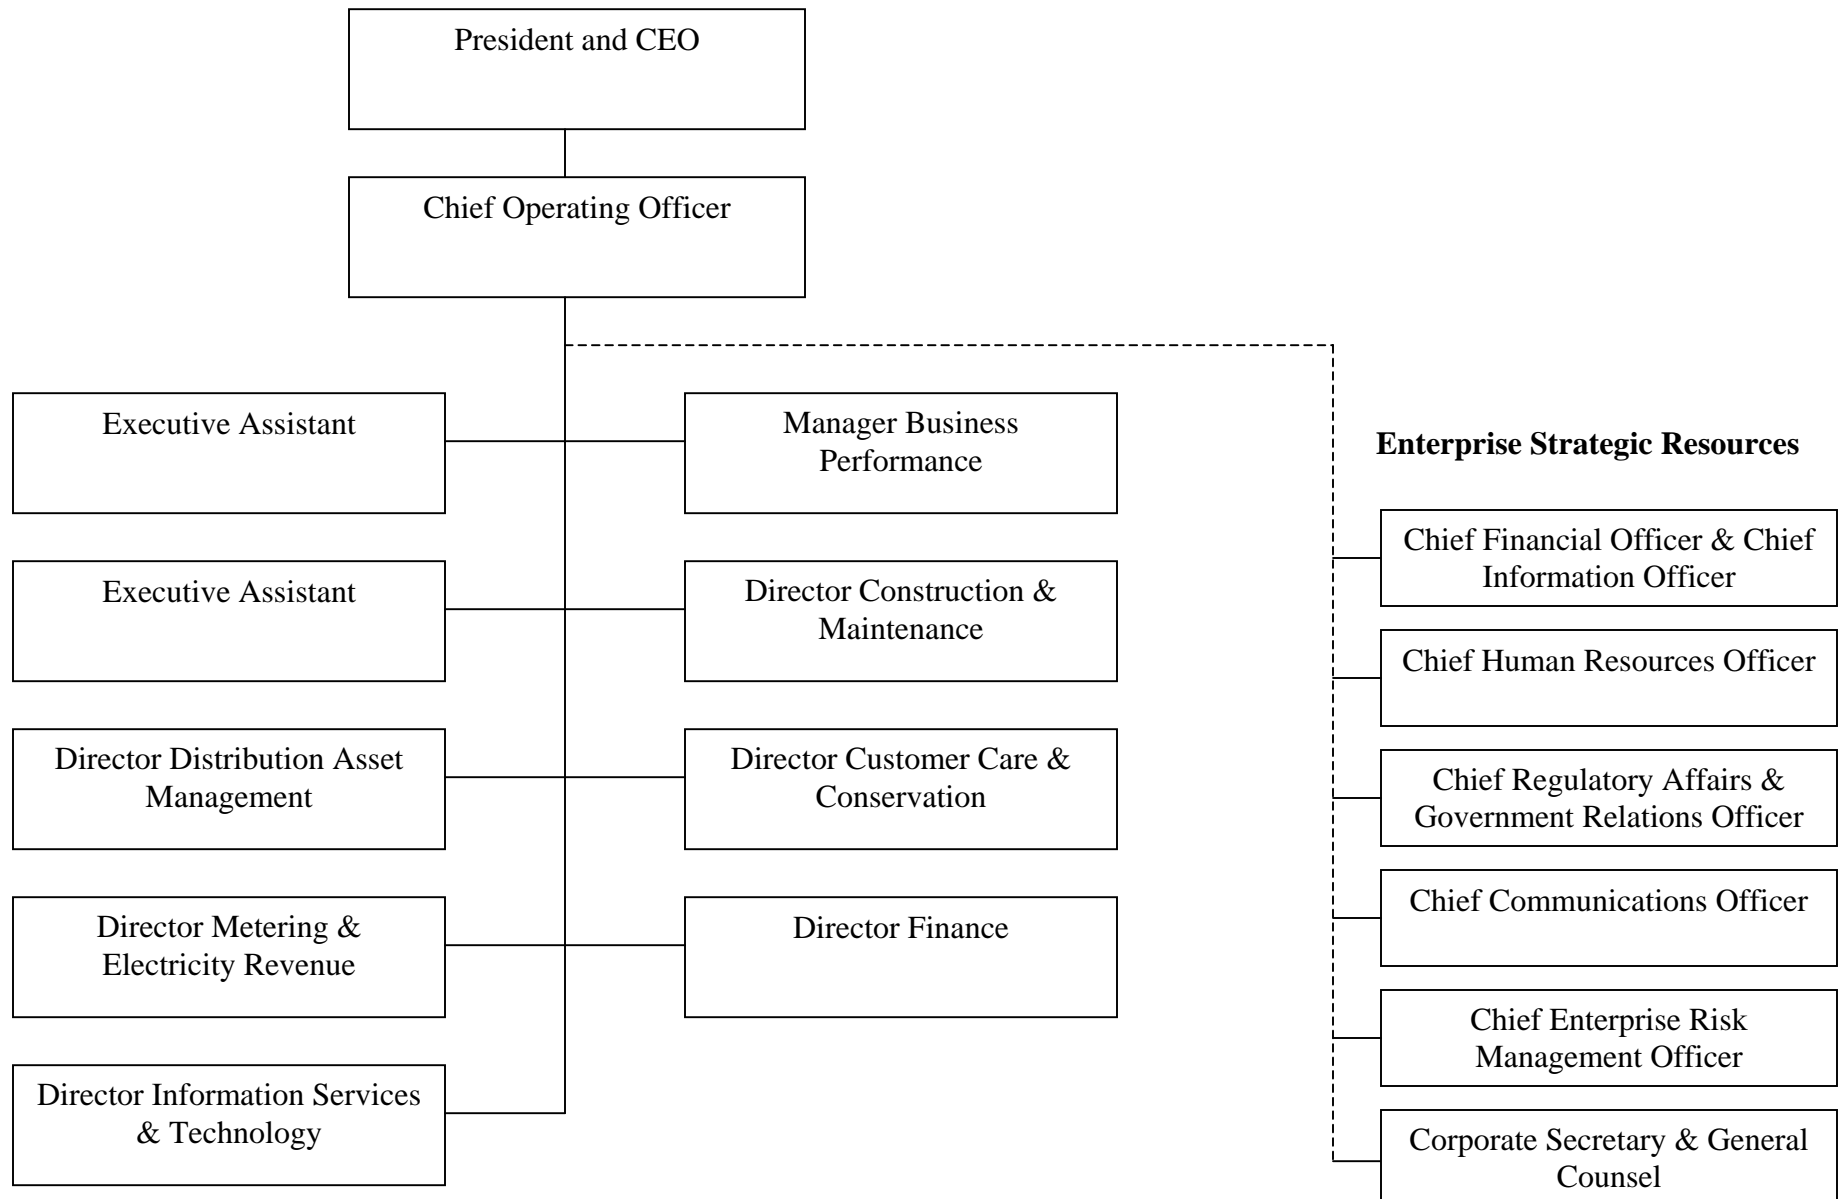 President and CEO
Chief Operating Officer
Executive Assistant
Manager Business
Performance
Executive Assistant
Director Construction &
Maintenance
Director Distribution Asset
Management
Director Customer Care &
Conservation
Director Metering &
Electricity Revenue
Director Finance
Director Information Services
& Technology
Enterprise Strategic Resources
Chief Financial Officer & Chief
Information Officer
Chief Human Resources Officer
Chief Regulatory Affairs &
Government Relations Officer
Chief Communications Officer
Chief Enterprise Risk
Management Officer
Corporate Secretary & General
Counsel